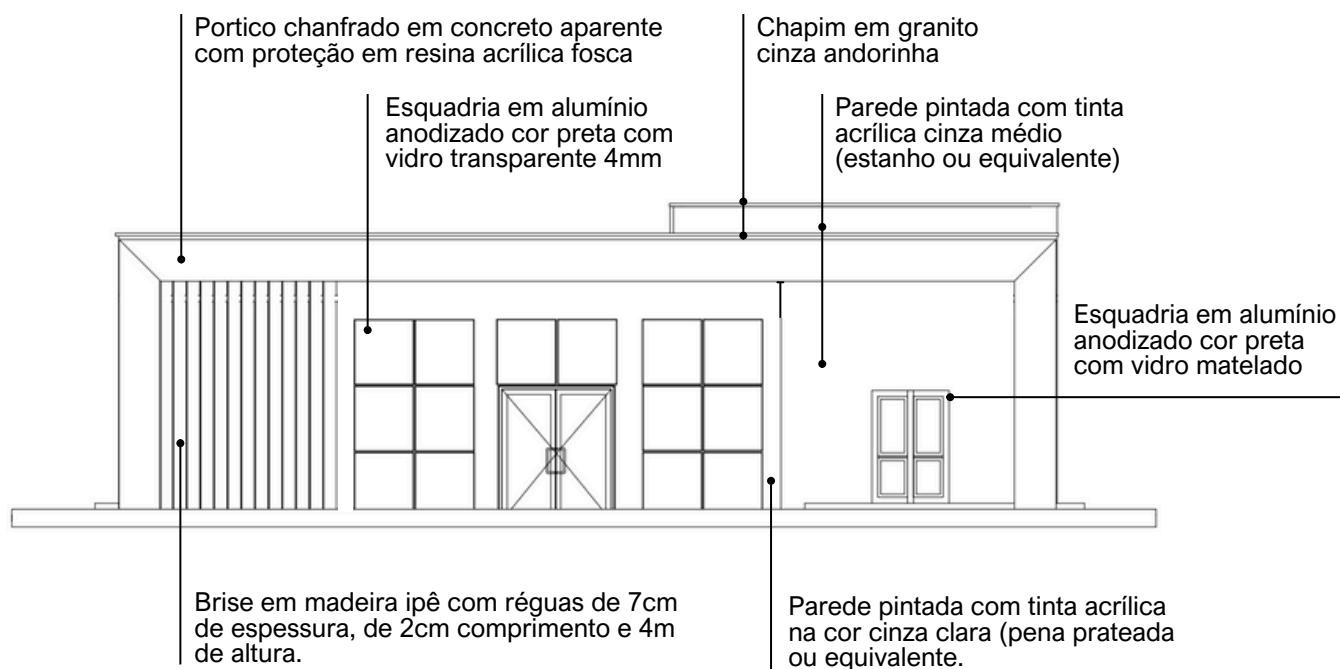 Portico chanfrado em concreto aparente
com proteção em resina acrílica fosca
Chapim em granito
cinza andorinha
Esquadria em alumínio
anodizado cor preta com
vidro transparente 4mm
Parede pintada com tinta
acrílica cinza médio
(estanho ou equivalente)
Esquadria em alumínio
anodizado cor preta
com vidro matelado
Brise em madeira ipê com réguas de 7cm
de espessura, de 2cm comprimento e 4m
de altura.
Parede pintada com tinta acrílica
na cor cinza clara (pena prateada
ou equivalente.